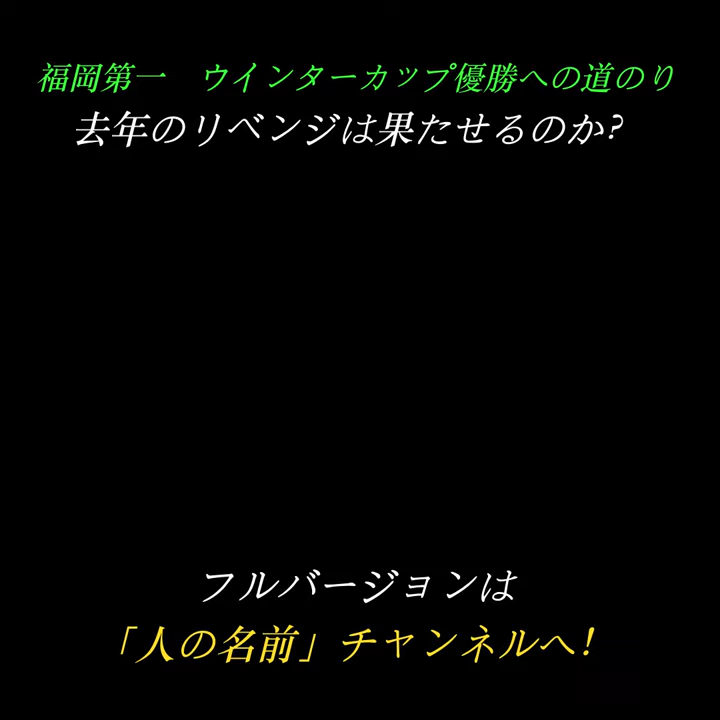 福岡第一　ウインターカップ優勝への道のり
去年のリベンジは果たせるのか?
フルバージョンは
「人の名前」チャンネルへ!